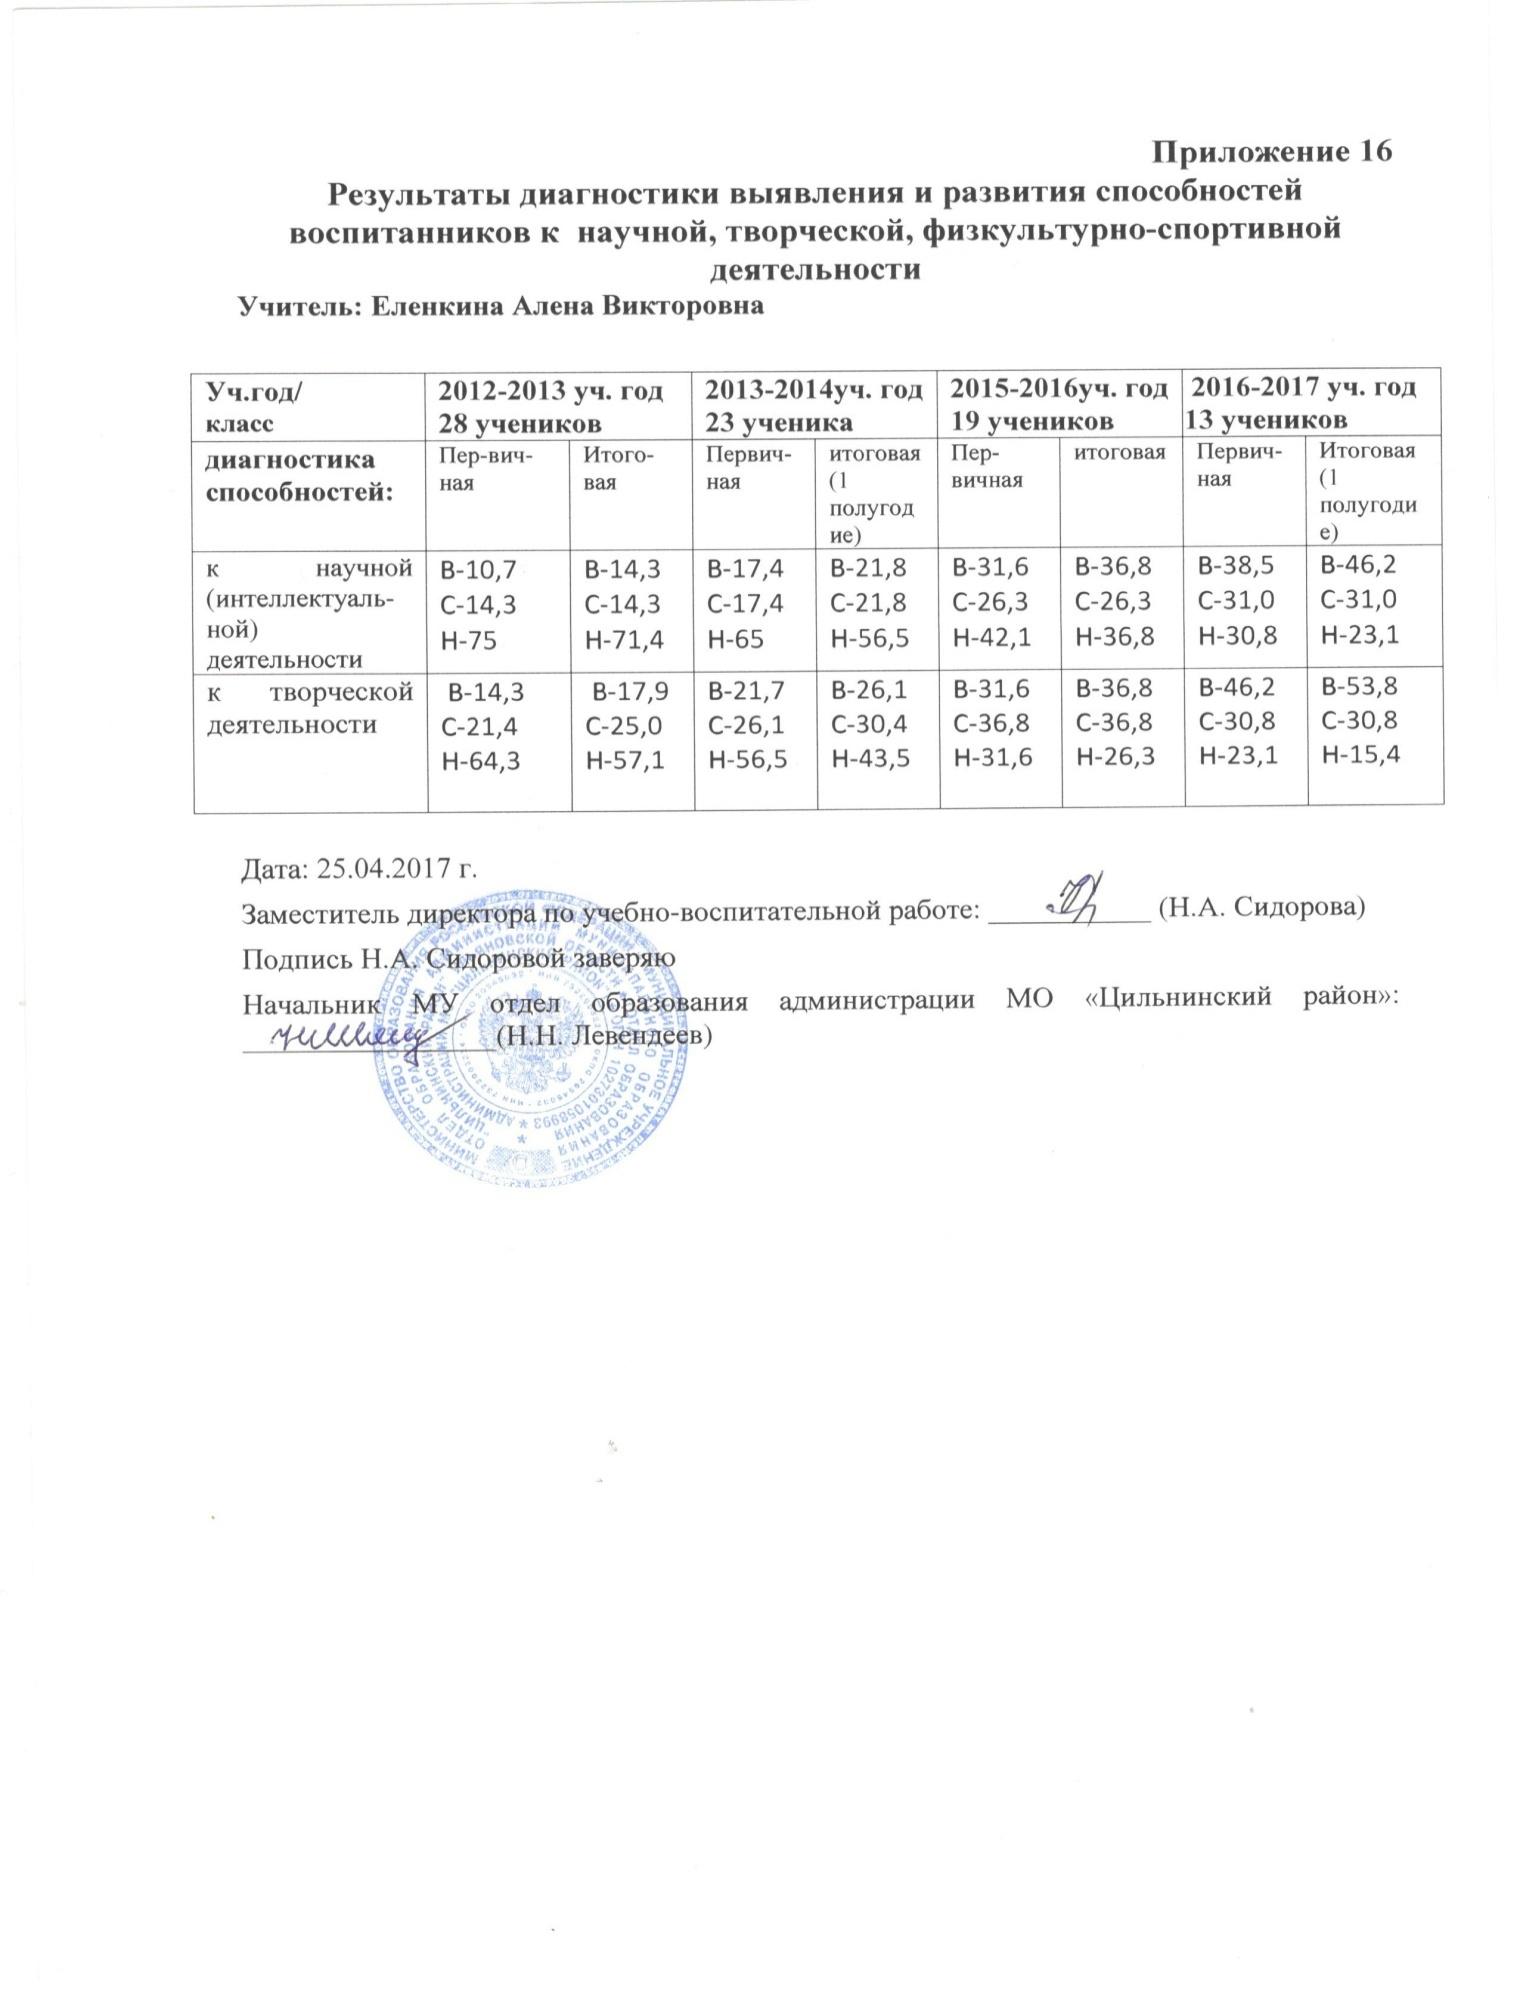 Приложение 16
Результаты диагностики выявления и развития способностей
воспитанников к научной, творческой, физкультурно-спортивной
деятельности
Учитель: Еленкина Алена Викторовна
Уч.год/ 2012-2013 уч. год 2013-2014уч. год 2015-2016уч. год 2016-2017 уч. год
класс 28 учеников 23 ученика 19 учеников 13 учеников
диагностика Пер-вич- Итого- Первич- итоговая Пер- итоговая Первич- Итоговая
способностей: ная вая ная (1 вичная ная (1
полугод полугоди
ие) е)
к научной В-10,7 В-14,3 В-17,4 В-21,8 В-31,6 В-36,8 В-38,5 В-46,2
(интеллектуаль- С-14,3 С-14,3 С-17,4 С-21,8 С-26,3 С-26,3 С-31,0 С-31,0
ной) Н-75 Н-71,4 Н-65 Н-56,5 Н-42,1 Н-36,8 Н-30,8 Н-23,1
деятельности
к творческой В-14,3 В-17,9 В-21,7 В-26,1 В-31,6 В-36,8 В-46,2 В-53,8
деятельности С-21,4 С-25,0 С-26,1 С-30,4 С-36,8 С-36,8 С-30,8 С-30,8
Н-64,3 Н-57,1 Н-56,5 Н-43,5 Н-31,6 Н-26,3 Н-23,1 Н-15,4
Дата: 25.04.2017 г.
Заместитель директора по учебно-воспитательной работе: (Н.А. Сидорова)
Подпись Н.А. Сидоровой заверяю
Начальник МУ отдел образования администрации МО «Цильнинский район»:
(Н.Н. Левендеев)